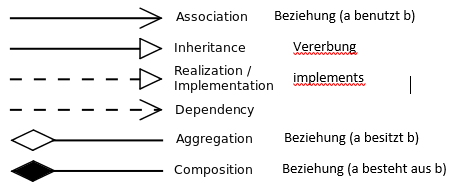 Association Beziehung (a benutzt b)
Inheritance Vererbung
Realization /
Implementation implements
Dependency
Aggregation Beziehung (a besitzt b)
Composition Beziehung (a besteht aus b)